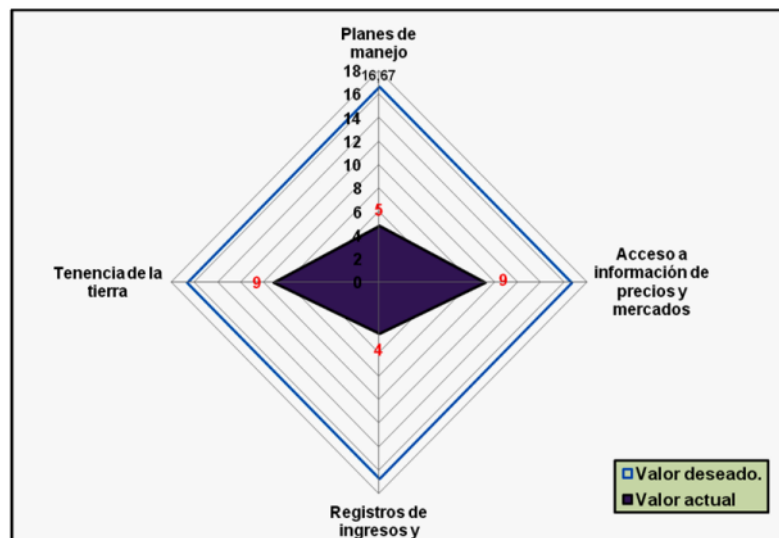 Planes de
manejo
18
16,67
16
14
12
10
8
6
5
4
2
0
Tenencia de la
tierra
9
9
Acceso a
información de
precios y
mercados
4
Registros de
ingresos y
Valor deseado.
Valor actual